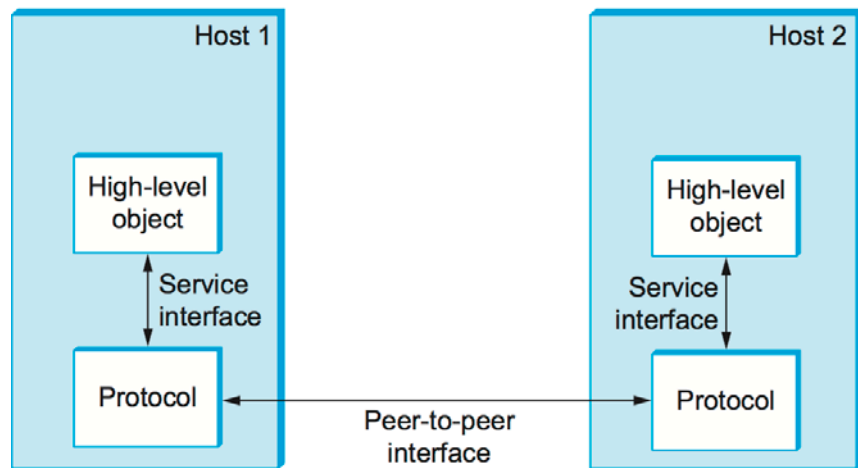 Host 1
Host 2
High-level
object
High-level
object
Service
interface
Service
interface
Protocol
Protocol
Peer-to-peer
interface